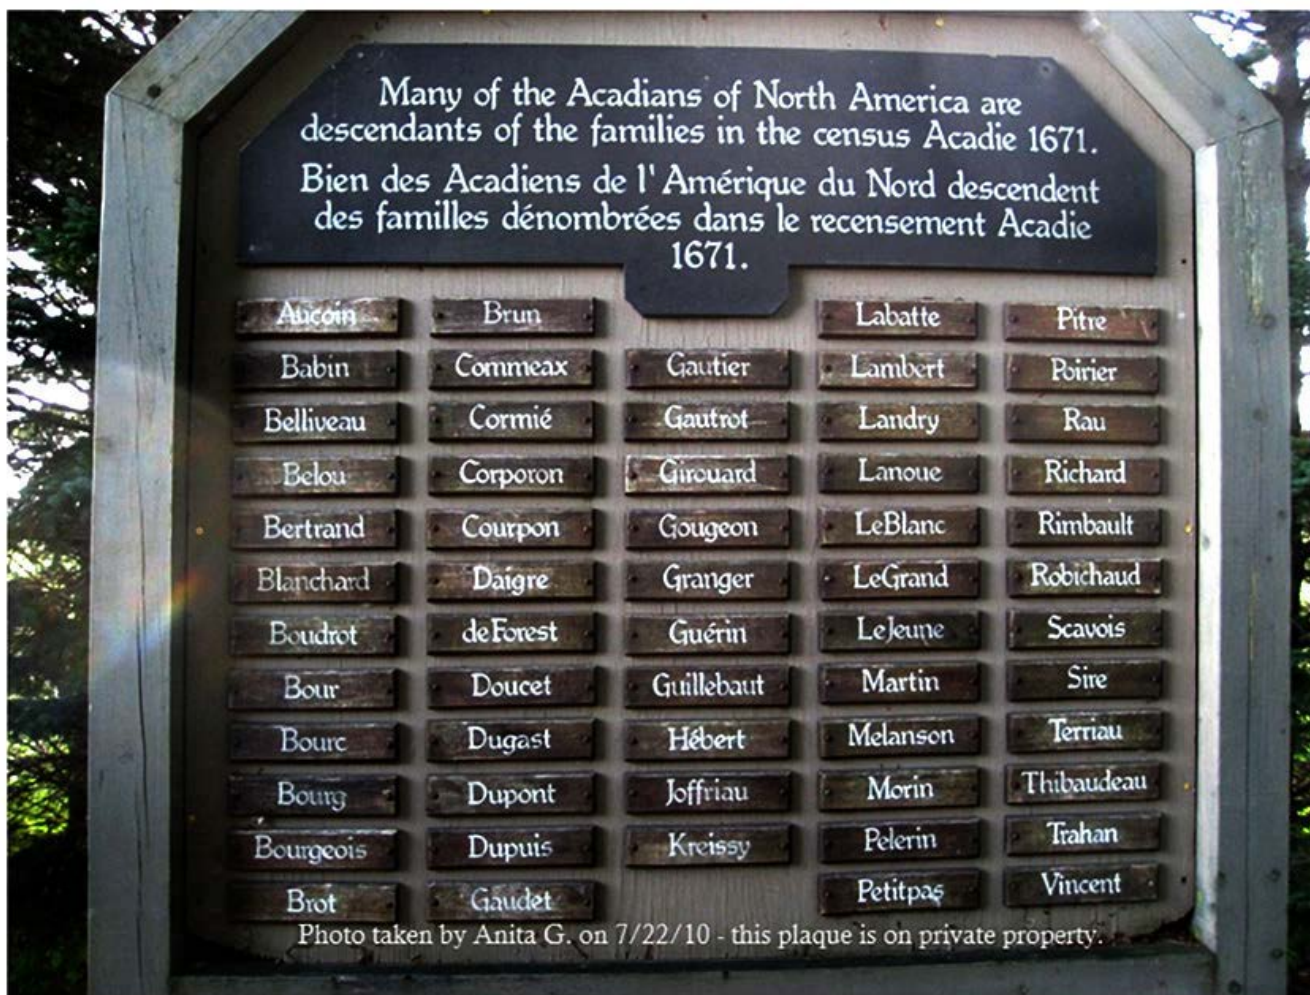 Many of the Acadians of North America are
descendants of the families in the census Acadie 1671.
Bien des Acadiens de l'Amérique du Nord descendent
des familles dénombrées dans le recensement Acadie
1671.
Aucoin
Babin
Belliveau
Belou
Bertrand
Blanchard
Boudrot
Bour
Bourc
Bourg
Bourgeois
Brot
Brun
Commeax
Cormié
Corporon
Courpon
Daigre
deForest
Doucet
Dugast
Dupont
Dupuis
Gaudet
Gautier
Gautrot
Girouard
Gougeon
Granger
Guérin
Guillebaut
Hébert
Joffriau
Kreissy
Labatte
Lambert
Landry
Lanoue
LeBlanc
LeGrand
LeJeune
Martin
Melanson
Morin
Pelerin
Petitpas
Pitre
Poirier
Rau
Richard
Rimbault
Robichaud
Scavois
Sire
Terriau
Thibaudeau
Trahan
Vincent
Photo taken by Anita G. on 7/22/10 - this plaque is on private property.